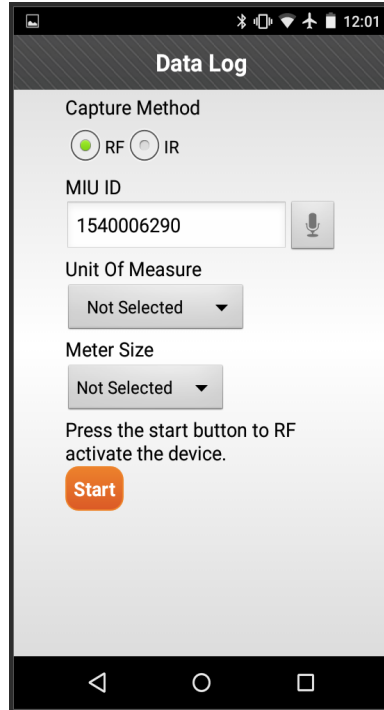 12:01
Data Log
Capture Method
RF IR
MIU ID
1540006290
Unit Of Measure
Not Selected
Meter Size
Not Selected
Press the start button to RF
activate the device.
Start